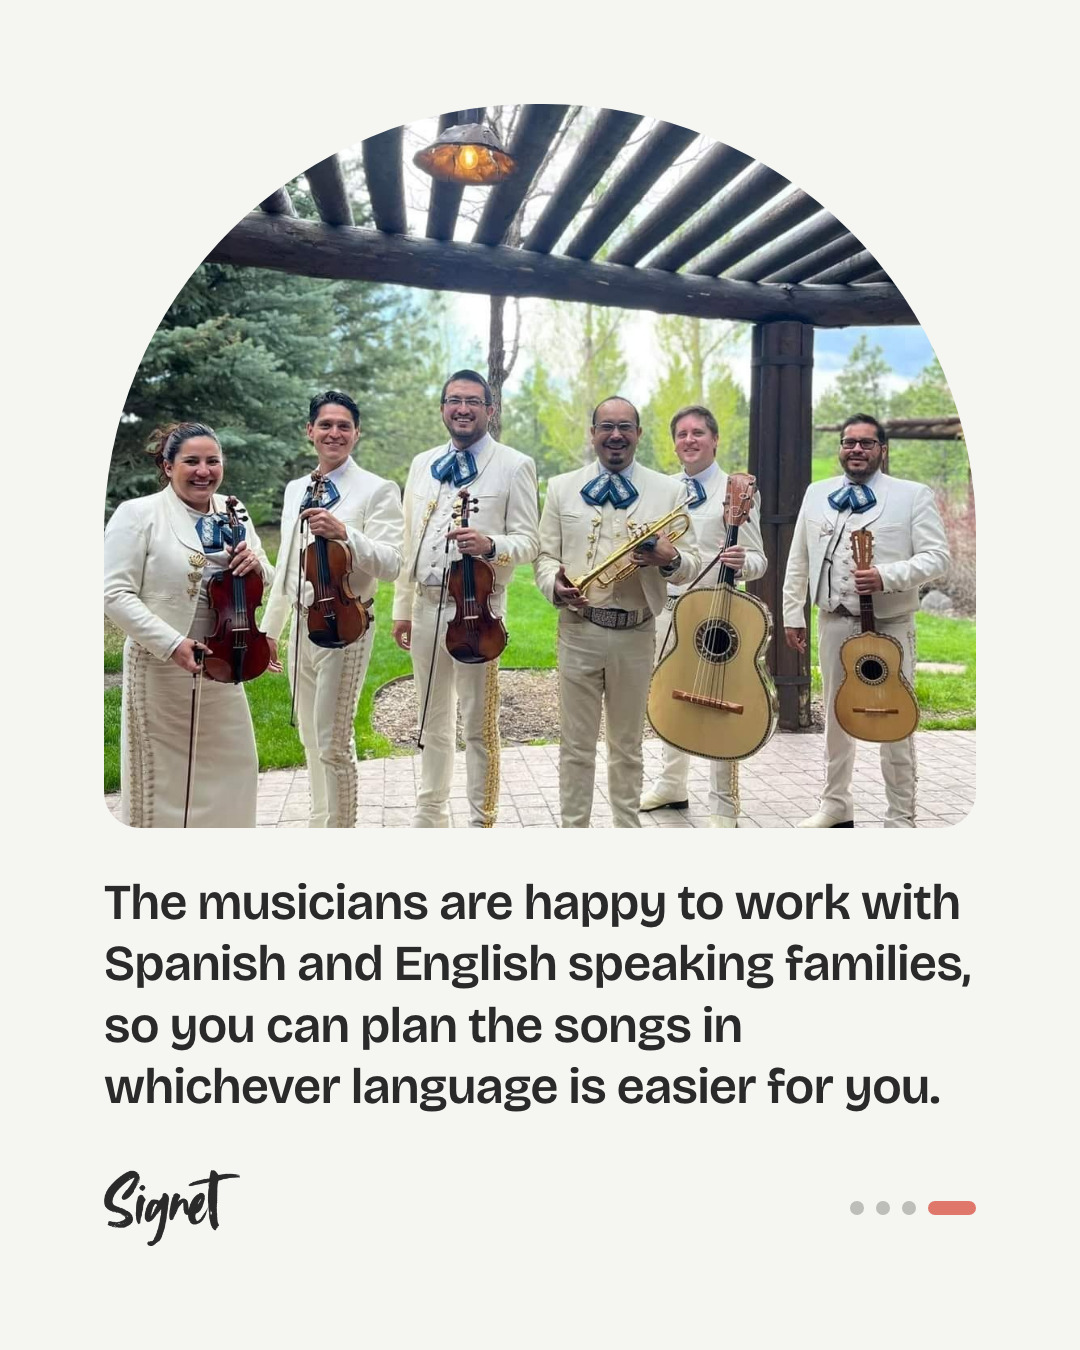 The musicians are happy to work with
Spanish and English speaking families,
so you can plan the songs in
whichever language is easier for you.
Signet